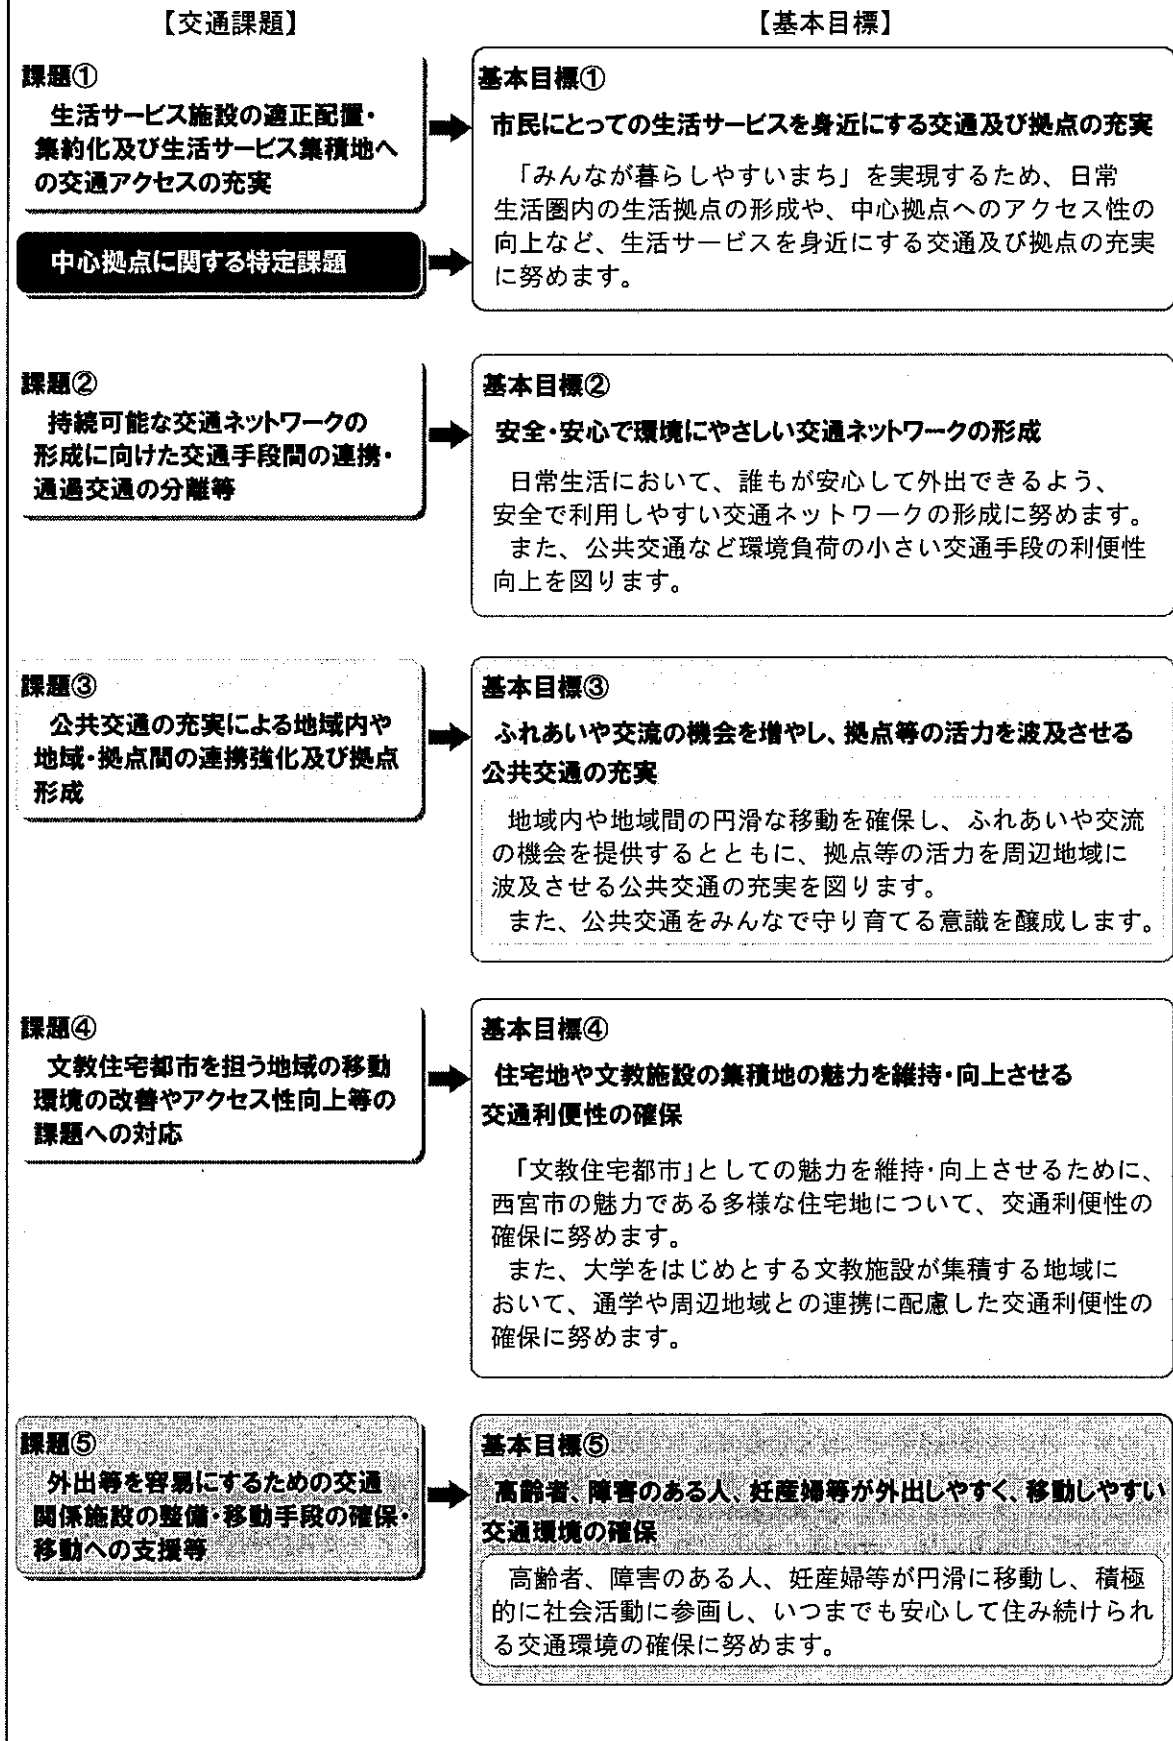 【交通課題】
【基本目標】
課題①
生活サービス施設の適正配置・
集約化及び生活サービス集積地へ
の交通アクセスの充実
中心拠点に関する特定課題
基本目標①
市民にとっての生活サービスを身近にする交通及び拠点の充実
「みんなが暮らしやすいまち」を実現するため、日常
生活圏内の生活拠点の形成や、中心拠点へのアクセス性の
向上など、生活サービスを身近にする交通及び拠点の充実
に努めます。
課題②
持続可能な交通ネットワークの
形成に向けた交通手段間の連携・
通過交通の分離等
基本目標②
安全・安心で環境にやさしい交通ネットワークの形成
日常生活において、誰もが安心して外出できるよう、
安全で利用しやすい交通ネットワークの形成に努めます。
また、公共交通など環境負荷の小さい交通手段の利便性
向上を図ります。
課題③
公共交通の充実による地域内や
地域・拠点間の連携強化及び拠点
形成
基本目標③
ふれあいや交流の機会を増やし、拠点等の活力を波及させる
公共交通の充実
地域内や地域間の円滑な移動を確保し、ふれあいや交流
の機会を提供するとともに、拠点等の活力を周辺地域に
波及させる公共交通の充実を図ります。
また、公共交通をみんなで守り育てる意識を醸成します。
課題④
文教住宅都市を担う地域の移動
環境の改善やアクセス性向上等の
課題への対応
基本目標④
住宅地や文教施設の集積地の魅力を維持・向上させる
交通利便性の確保
「文教住宅都市」としての魅力を維持・向上させるために、
西宮市の魅力である多様な住宅地について、交通利便性の
確保に努めます。
また、大学をはじめとする文教施設が集積する地域に
おいて、通学や周辺地域との連携に配慮した交通利便性の
確保に努めます。
課題⑤
外出等を容易にするための交通
関係施設の整備・移動手段の確保・
移動への支援等
基本目標⑤
高齢者、障害のある人、妊産婦等が外出しやすく、移動しやすい
交通環境の確保
高齢者、障害のある人、妊産婦等が円滑に移動し、積極
的に社会活動に参画し、いつまでも安心して住み続けられ
る交通環境の確保に努めます。